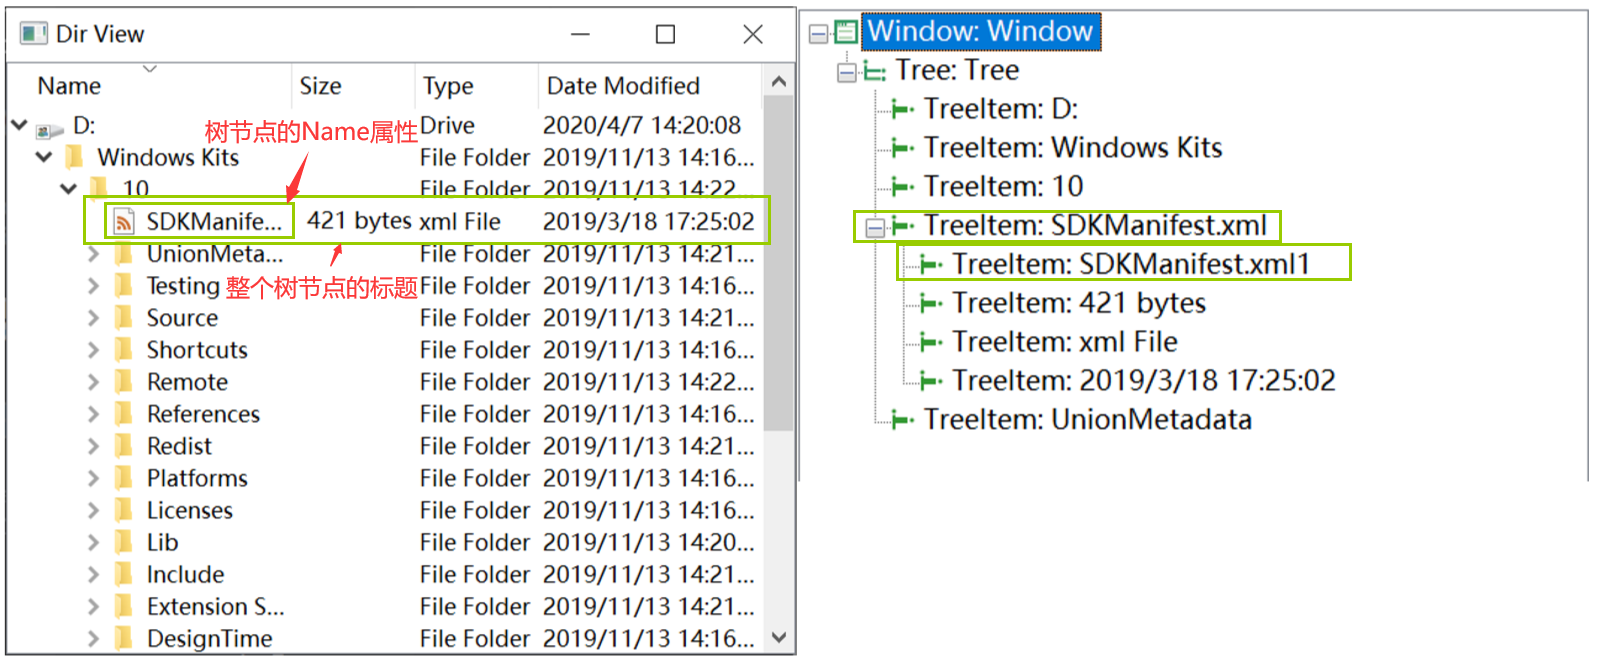 Dir View
Name Size Type Date Modified
D: Drive 2020/4/7 14:20:08
树节点的Name属性
Windows Kits File Folder 2019/11/13 14:16...
10 File Folder 2019/11/13 14:22...
SDKManife... 421 bytes xml File 2019/3/18 17:25:02
UnionMeta... File Folder 2019/11/13 14:21...
Testing File Folder 2019/11/13 14:21...
整个树节点的标题
Source File Folder 2019/11/13 14:21...
Shortcuts File Folder 2019/11/13 14:16...
Remote File Folder 2019/11/13 14:22...
References File Folder 2019/11/13 14:16...
Redist File Folder 2019/11/13 14:21...
Platforms File Folder 2019/11/13 14:16...
Licenses File Folder 2019/11/13 14:16...
Lib File Folder 2019/11/13 14:20...
Include File Folder 2019/11/13 14:21...
Extension S... File Folder 2019/11/13 14:21...
DesignTime File Folder 2019/11/13 14:16...
Window: Window
Tree: Tree
TreeItem: D:
TreeItem: Windows Kits
TreeItem: 10
TreeItem: SDKManifest.xml
TreeItem: SDKManifest.xml1
TreeItem: 421 bytes
TreeItem: xml File
TreeItem: 2019/3/18 17:25:02
TreeItem: UnionMetadata